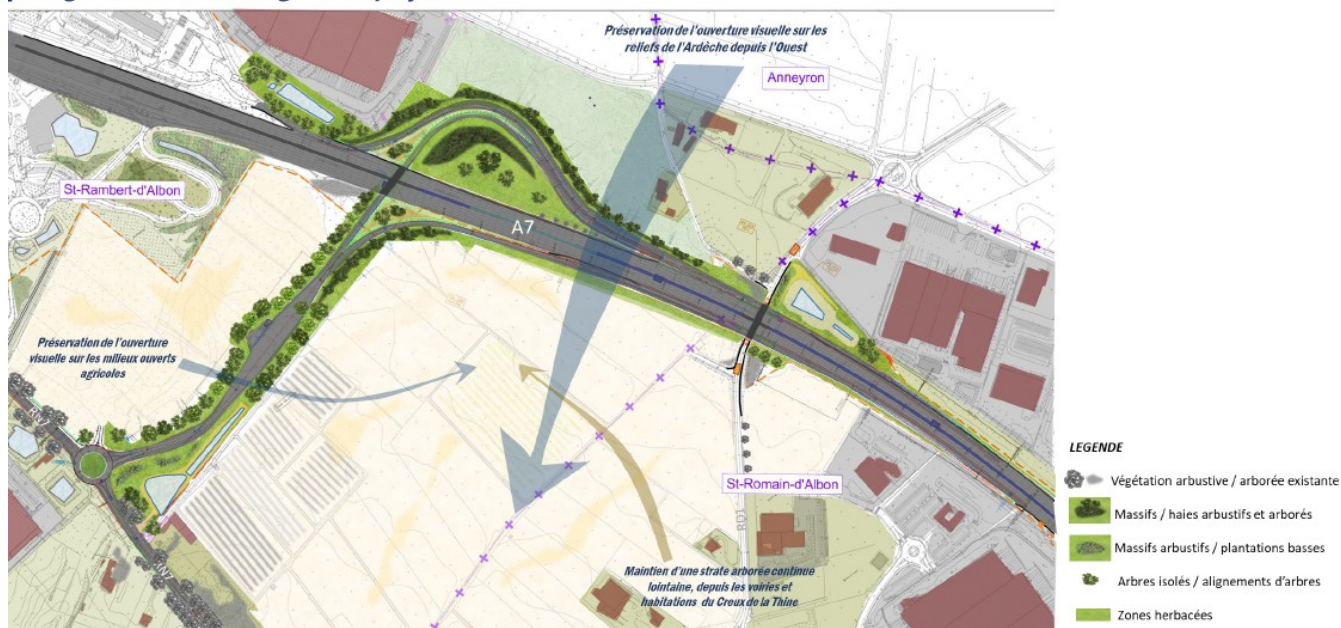 Préservation de l'ouverture visuelle sur les
reliefs de l'Ardèche depuis l'Ouest
Anneyron
St-Rambert-d'Albon
A7
Préservation de l'ouverture
visuelle sur les milieux ouverts
agricoles
RN7
RN7
St-Romain-d'Albon
RD1
Maintien d'une strate arborée continue
lointaine, depuis les voiries et
habitations du Creux de la Thine
LEGENDE
Végétation arbustive / arborée existante
Massifs / haies arbustifs et arborés
Massifs arbustifs / plantations basses
Arbres isolés / alignements d'arbres
Zones herbacées